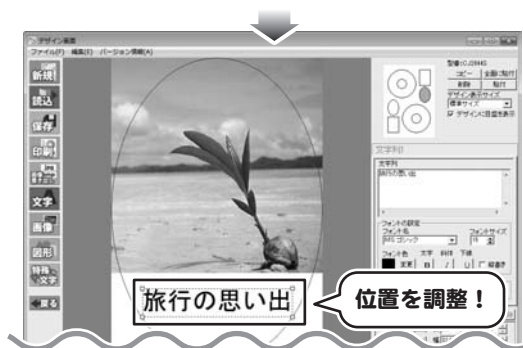 デザイン画面
ファイル(F) 編集(E) バージョン情報(A)
新規
読込
保存
印刷
文字
画像
図形
特殊文字
戻る
コピー 全面に貼付
削除 貼付
デザイン表示サイズ
標準サイズ
デザインに目盛を表示
文字列
文字列
旅行の思い出
フォントの設定
フォント名 フォントサイズ
MS ゴシック
フォント色 太字 斜体 下線
変更 B I U 縦書き
旅行の思い出
位置を調整!